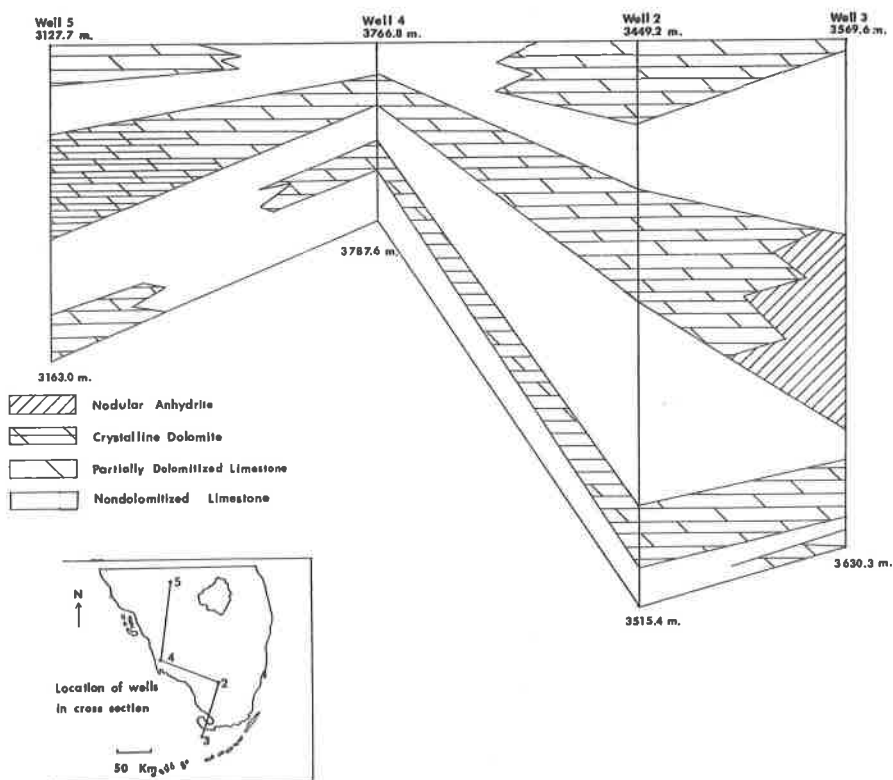 Well 5
3127.7 m.
Well 4
3766.8 m.
Well 2
3449.2 m.
Well 3
3569.6 m.
3787.6 m.
3163.0 m.
3630.3 m.
3515.4 m.
Nodular Anhydrite
Crystalline Dolomite
Partially Dolomitized Limestone
Nondolomitized Limestone
N
5
4
2
3
Location of wells
in cross section
50 Km.